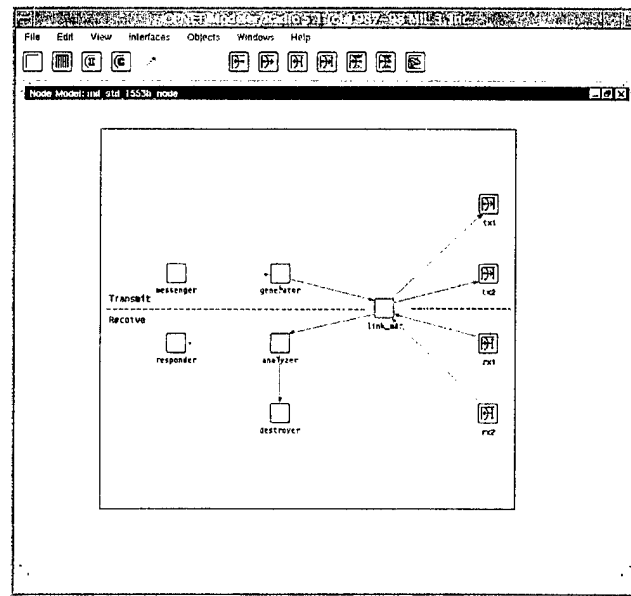 File Edit View Interfaces Objects Windows Help
Node Model: mil_std_1553b_node
tx1
messenger generator tx2
Transmit
link_mgr
Receive
responder analyzer rx1
destroyer rx2